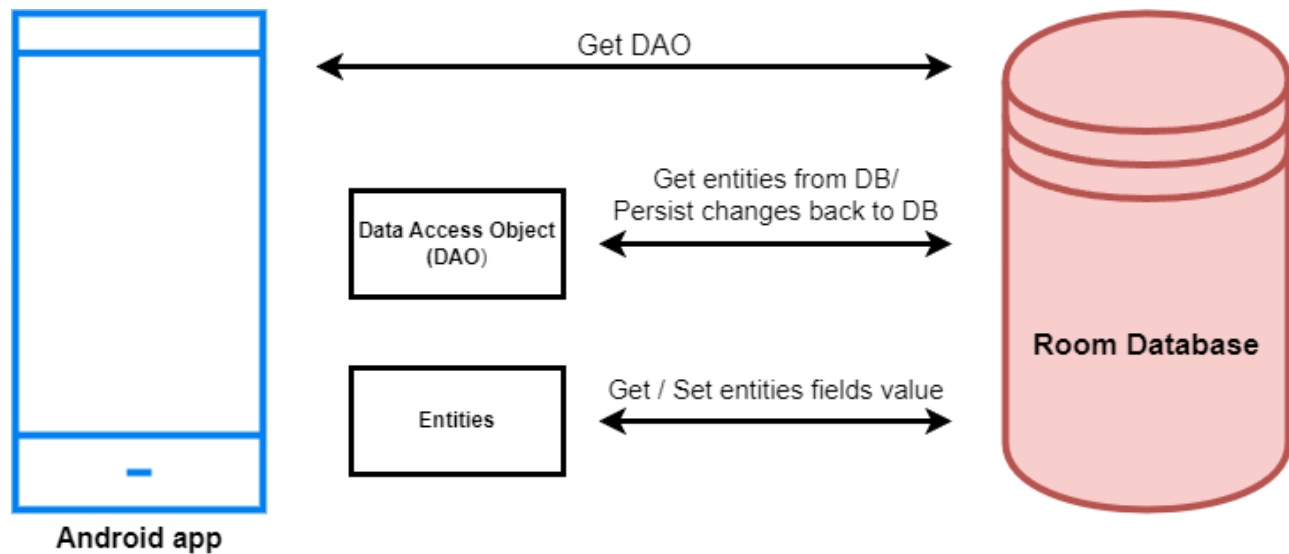 Get DAO
Get entities from DB/
Persist changes back to DB
Data Access Object
(DAO)
Room Database
Get / Set entities fields value
Entities
Android app